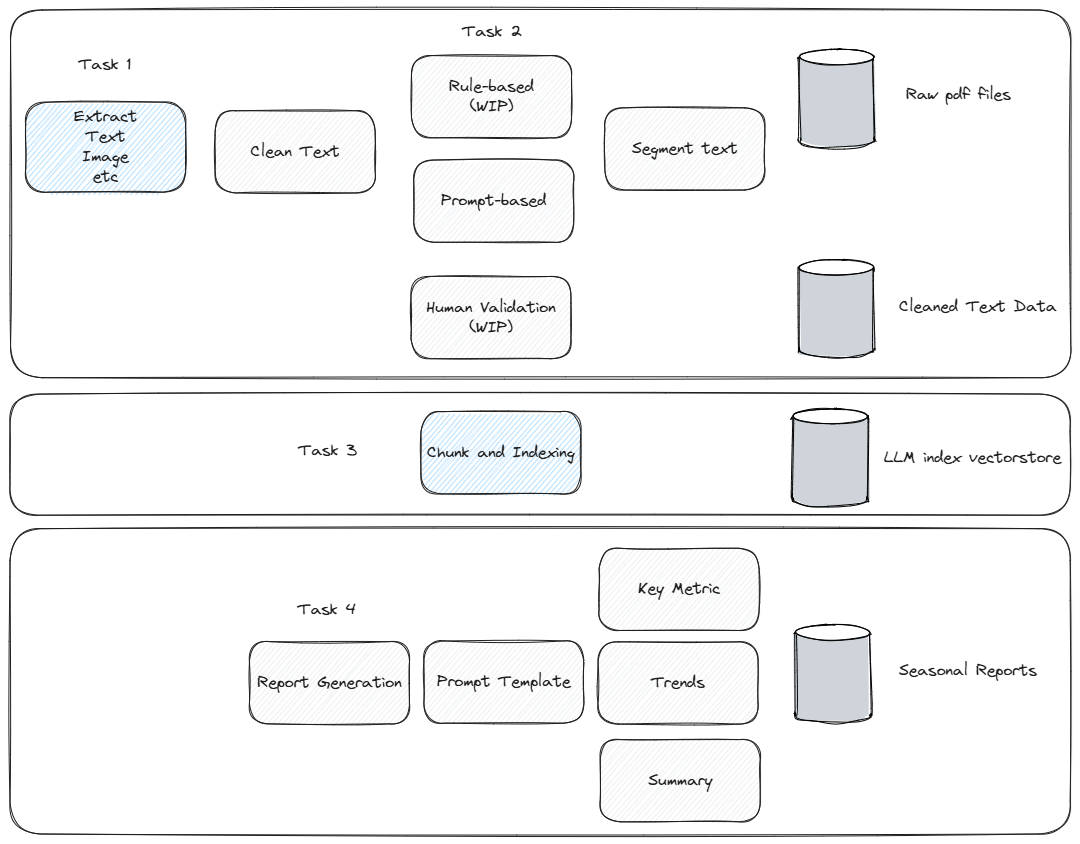 Task 1
Extract
Text
Image
etc
Clean Text
Task 2
Rule-based
(WIP)
Prompt-based
Human Validation
(WIP)
Segment text
Raw pdf files
Cleaned Text Data
Task 3
Chunk and Indexing
LLM index vectorstore
Task 4
Report Generation
Prompt Template
Key Metric
Trends
Summary
Seasonal Reports